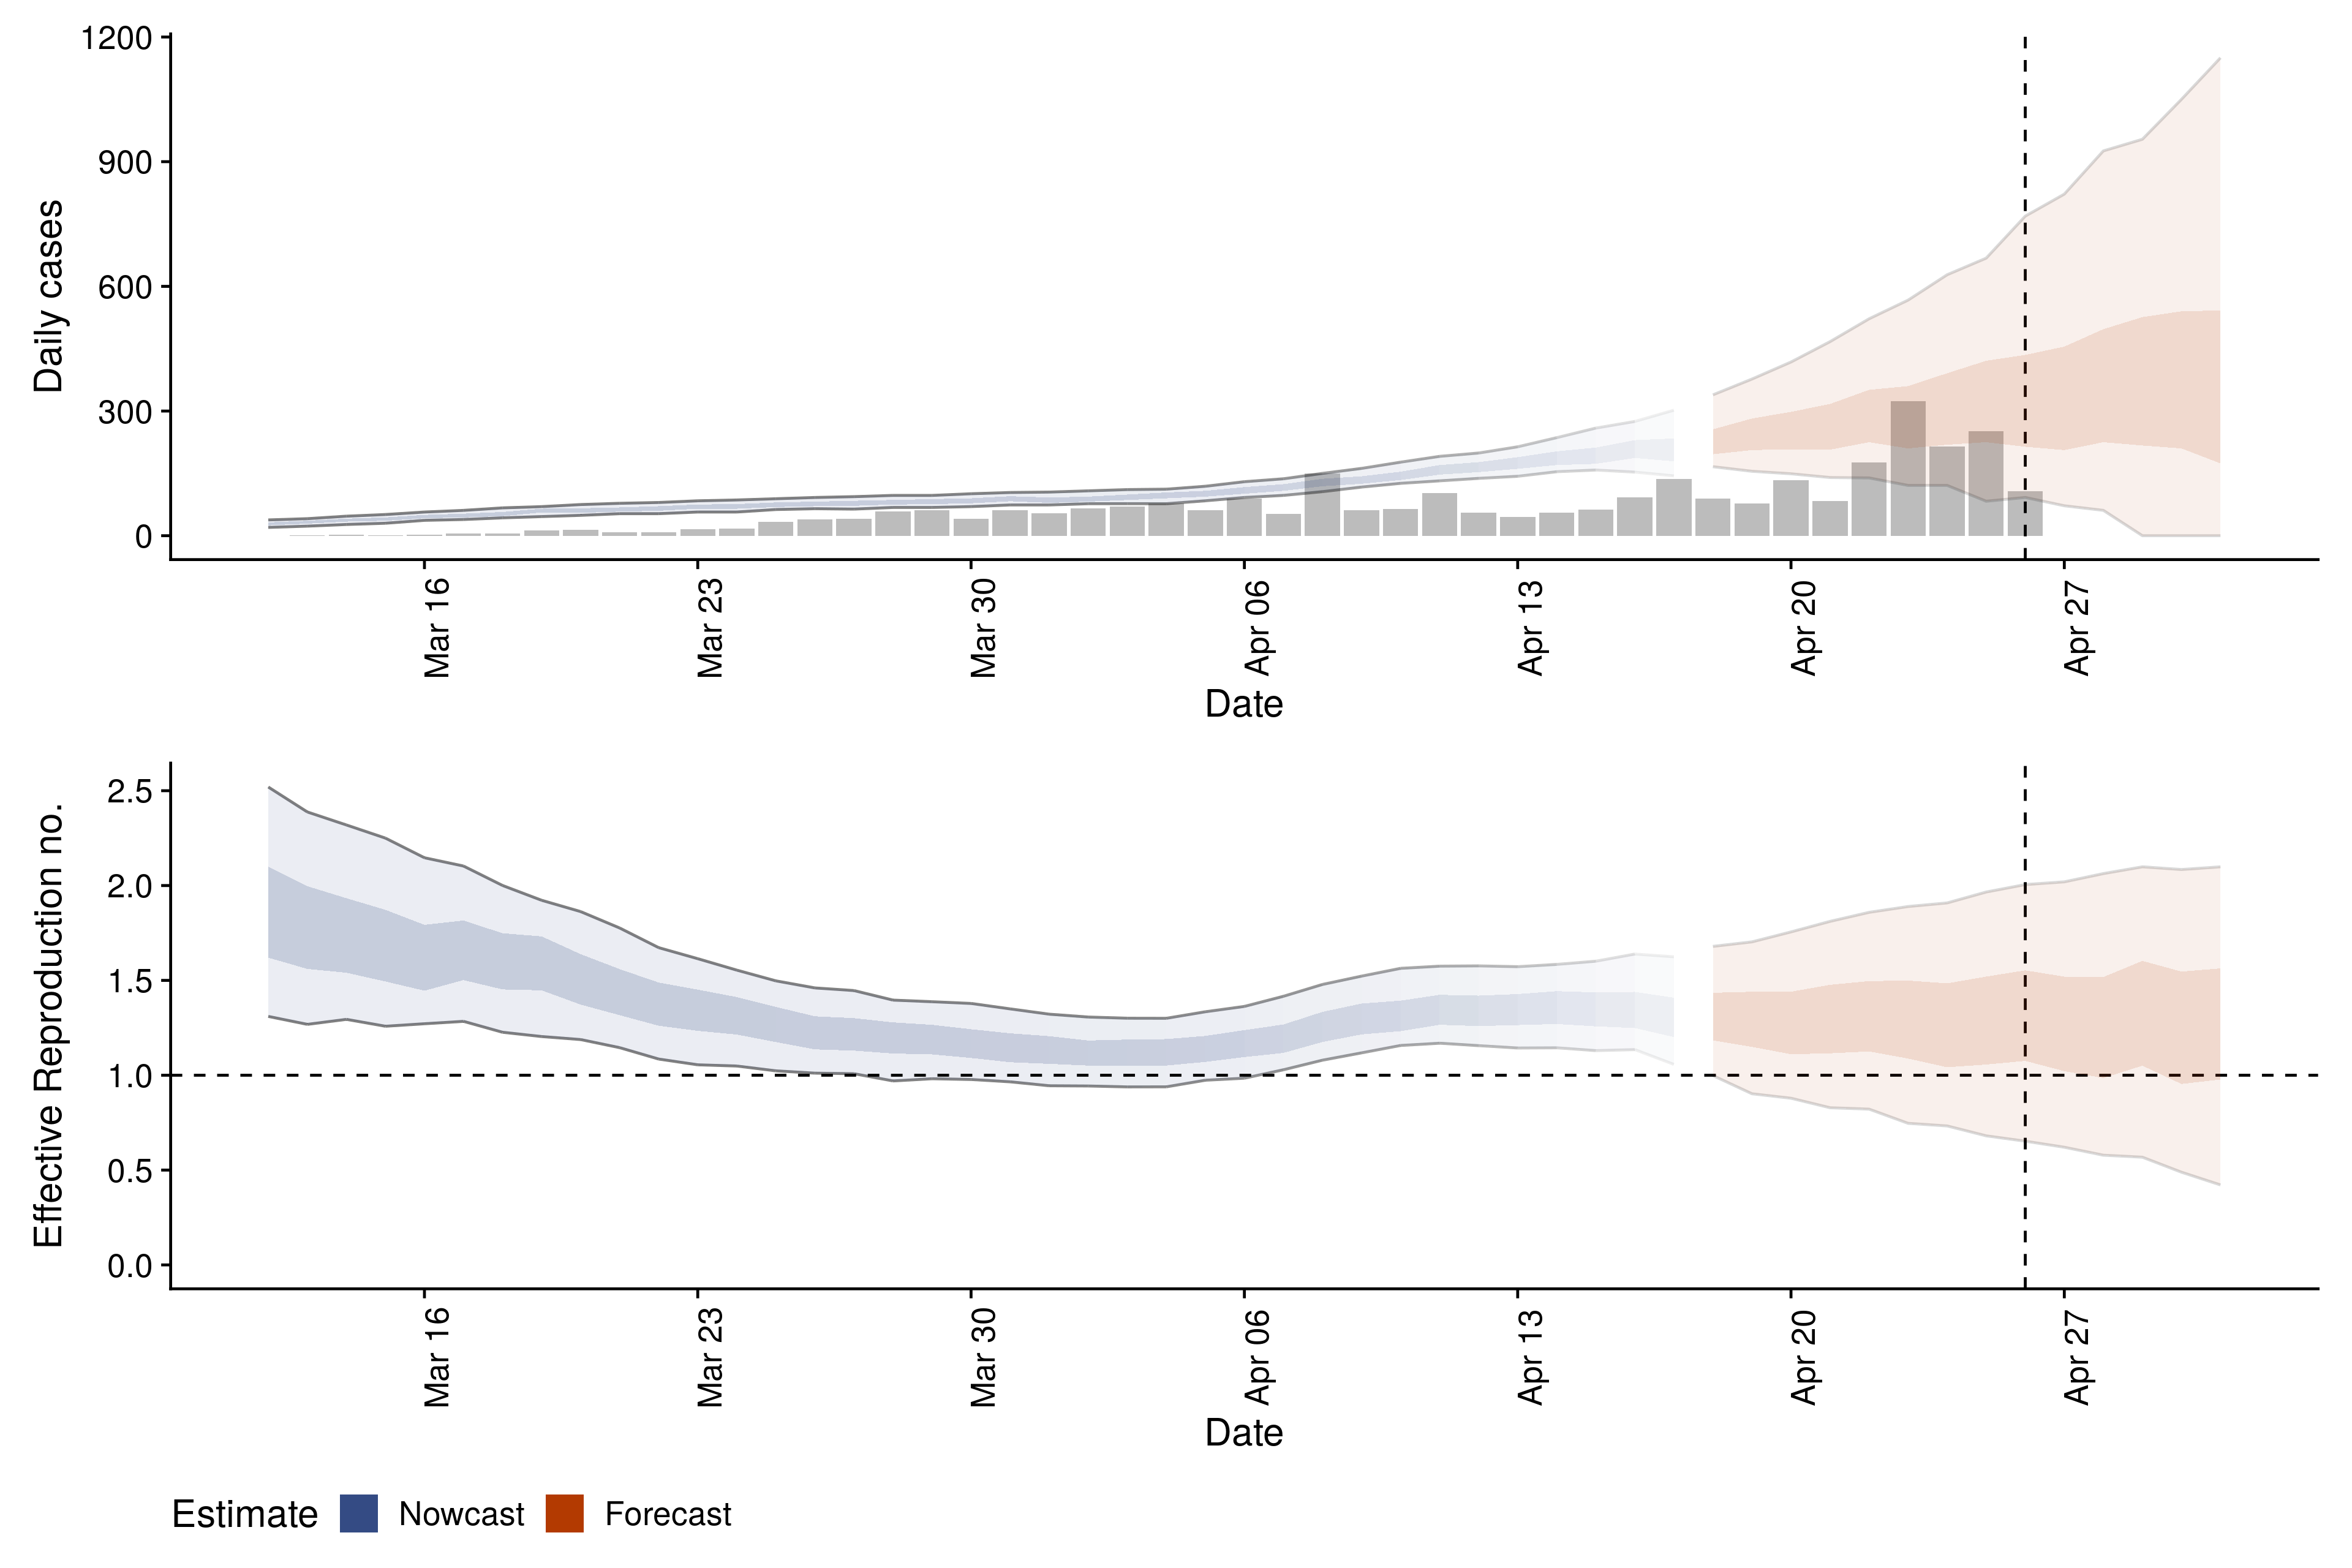 Daily cases
1200
900
600
300
0
Mar 16
Mar 23
Mar 30
Apr 06
Apr 13
Apr 20
Apr 27
Date
Effective Reproduction no.
2.5
2.0
1.5
1.0
0.5
0.0
Mar 16
Mar 23
Mar 30
Apr 06
Apr 13
Apr 20
Apr 27
Date
Estimate Nowcast Forecast